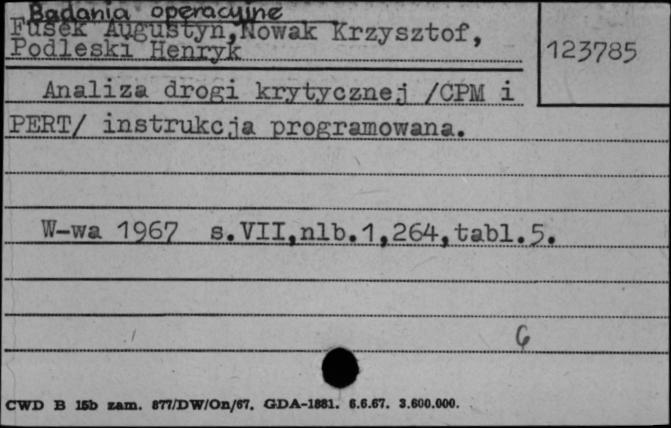 Badania operacyjne
Fusek Augustyn,Nowak Krzysztof,
Podleski Henryk
123785
Analiza drogi krytycznej /CPM i
PERT/ instrukcja programowana.
W-wa 1967 s.VII,nlb.1,264,tabl.5.
6
CWD B 15b zam. 877/DW/On/67. GDA-1881. 6.6.67. 3.600.000.